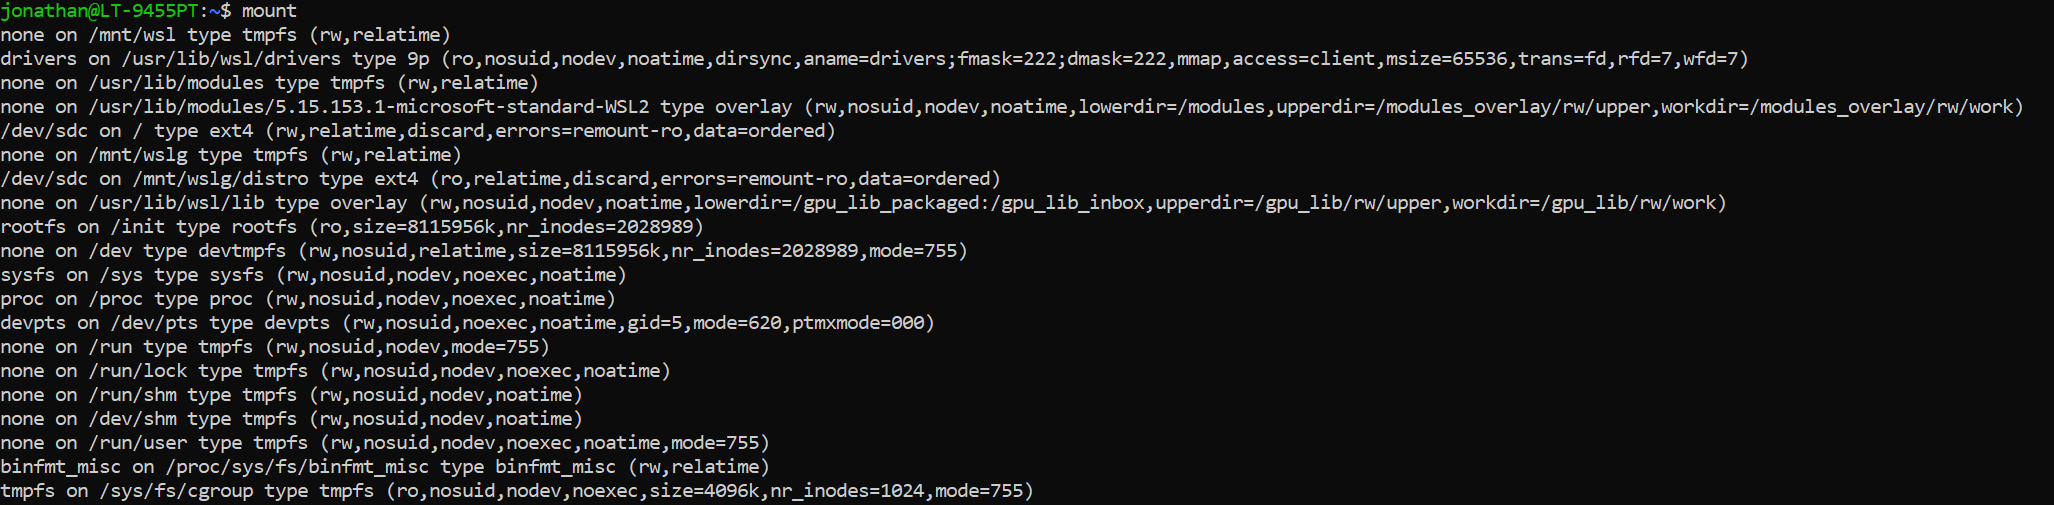 jonathan@LT-9455PT:~$ mount
none on /mnt/wsl type tmpfs (rw,relatime)
drivers on /usr/lib/wsl/drivers type 9p (ro,nosuid,nodev,noatime,dirsync,aname=drivers;fmask=222;dmask=222,mmap,access=client,msize=65536,trans=fd,rfd=7,wfd=7)
none on /usr/lib/modules type tmpfs (rw,relatime)
none on /usr/lib/modules/5.15.153.1-microsoft-standard-WSL2 type overlay (rw,nosuid,nodev,noatime,lowerdir=/modules,upperdir=/modules_overlay/rw/upper,workdir=/modules_overlay/rw/work)
/dev/sdc on / type ext4 (rw,relatime,discard,errors=remount-ro,data=ordered)
none on /mnt/wslg type tmpfs (rw,relatime)
/dev/sdc on /mnt/wslg/distro type ext4 (ro,relatime,discard,errors=remount-ro,data=ordered)
none on /usr/lib/wsl/lib type overlay (rw,nosuid,nodev,noatime,lowerdir=/gpu_lib_packaged:/gpu_lib_inbox,upperdir=/gpu_lib/rw/upper,workdir=/gpu_lib/rw/work)
rootfs on /init type rootfs (ro,size=8115956k,nr_inodes=2028989)
none on /dev type devtmpfs (rw,nosuid,relatime,size=8115956k,nr_inodes=2028989,mode=755)
sysfs on /sys type sysfs (rw,nosuid,nodev,noexec,noatime)
proc on /proc type proc (rw,nosuid,nodev,noexec,noatime)
devpts on /dev/pts type devpts (rw,nosuid,noexec,noatime,gid=5,mode=620,ptmxmode=000)
none on /run type tmpfs (rw,nosuid,nodev,mode=755)
none on /run/lock type tmpfs (rw,nosuid,nodev,noexec,noatime)
none on /run/shm type tmpfs (rw,nosuid,nodev,noatime)
none on /dev/shm type tmpfs (rw,nosuid,nodev,noatime)
none on /run/user type tmpfs (rw,nosuid,nodev,noexec,noatime,mode=755)
binfmt_misc on /proc/sys/fs/binfmt_misc type binfmt_misc (rw,relatime)
tmpfs on /sys/fs/cgroup type tmpfs (ro,nosuid,nodev,noexec,size=4096k,nr_inodes=1024,mode=755)